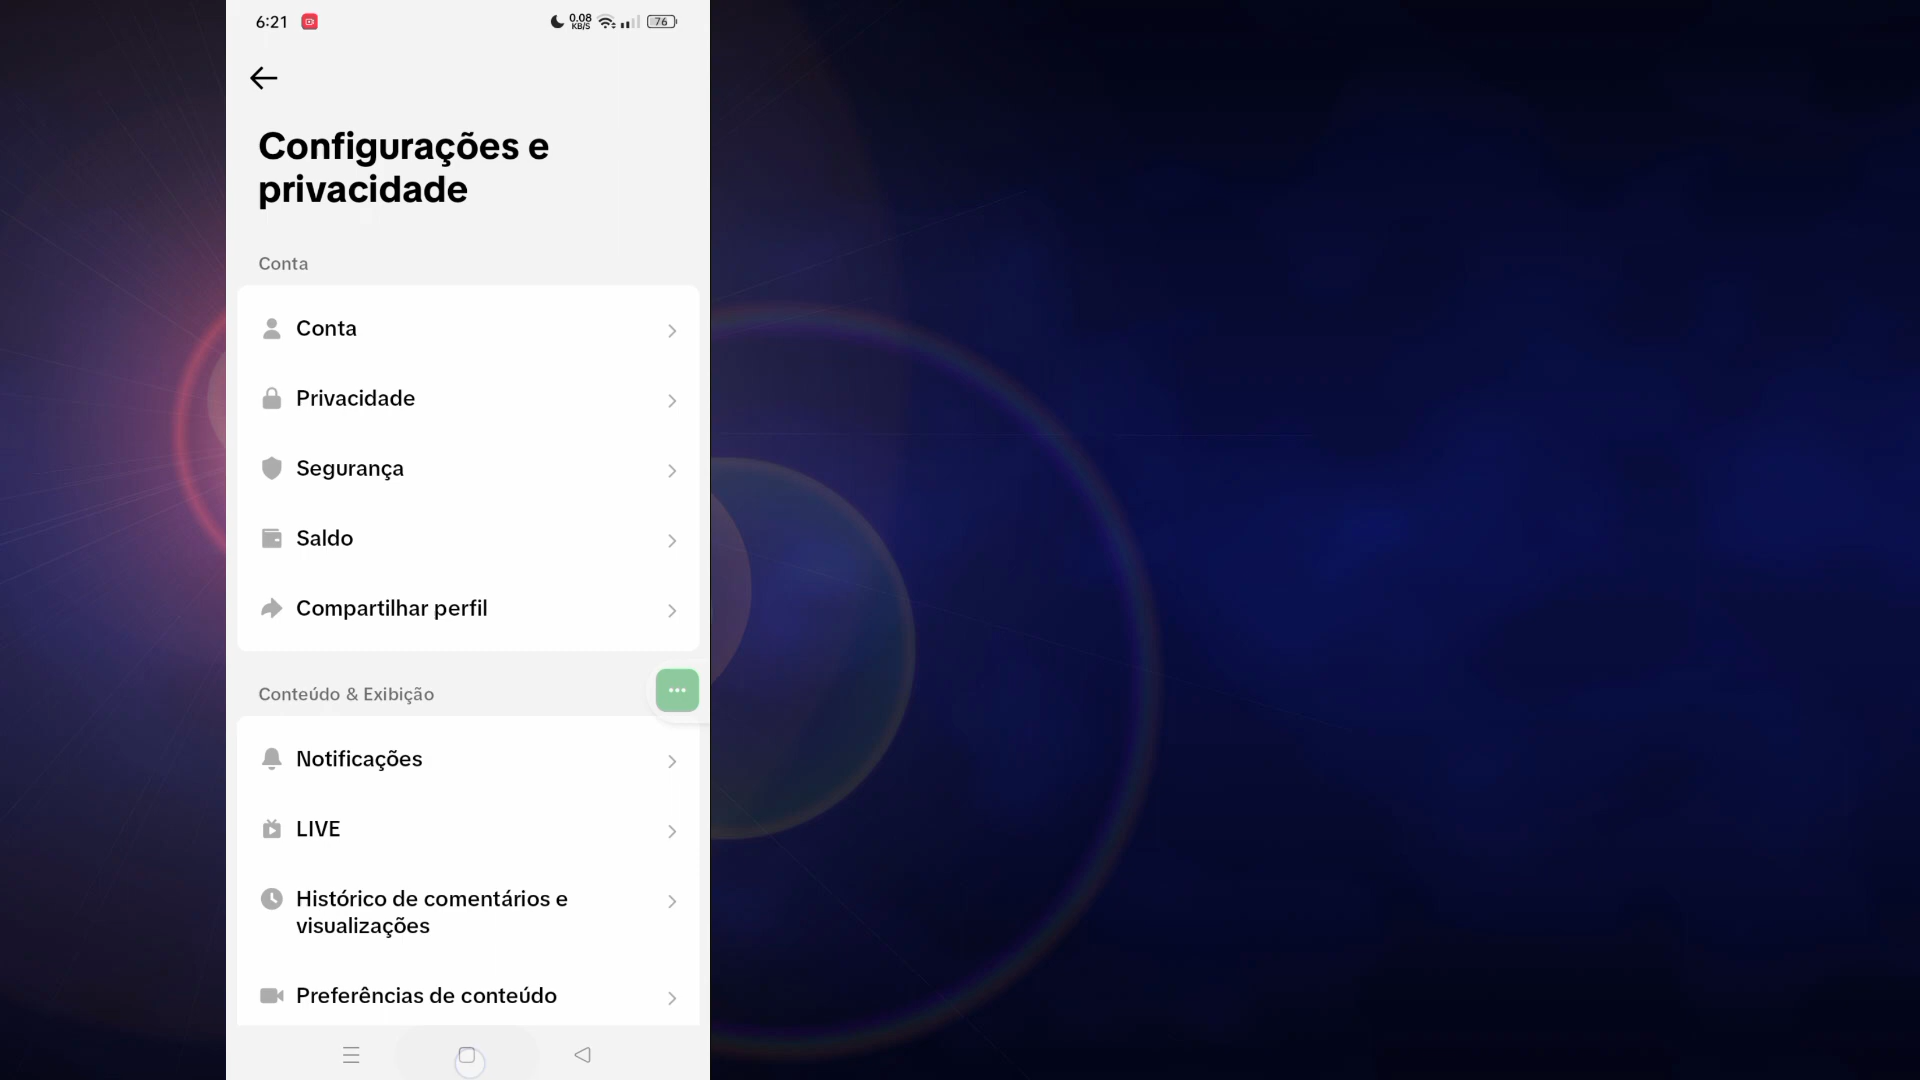 6:21
0.08
KB/S
76
Configurações e
privacidade
Conta
Conta
Privacidade
Segurança
Saldo
Compartilhar perfil
Conteúdo & Exibição
Notificações
LIVE
Histórico de comentários e
visualizações
Preferências de conteúdo